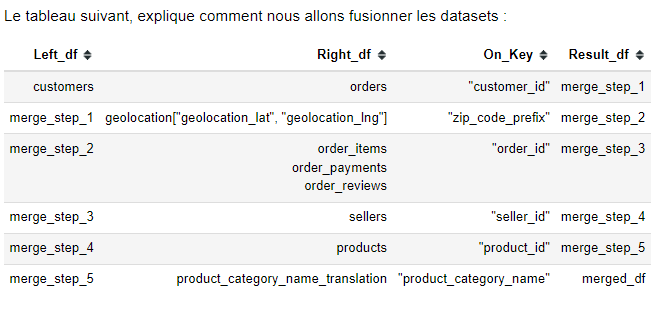 Le tableau suivant, explique comment nous allons fusionner les datasets :
Left_df Right_df On_Key Result_df
customers orders "customer_id" merge_step_1
merge_step_1 geolocation["geolocation_lat", "geolocation_lng"] "zip_code_prefix" merge_step_2
merge_step_2 order_items "order_id" merge_step_3
order_payments
order_reviews
merge_step_3 sellers "seller_id" merge_step_4
merge_step_4 products "product_id" merge_step_5
merge_step_5 product_category_name_translation "product_category_name" merged_df